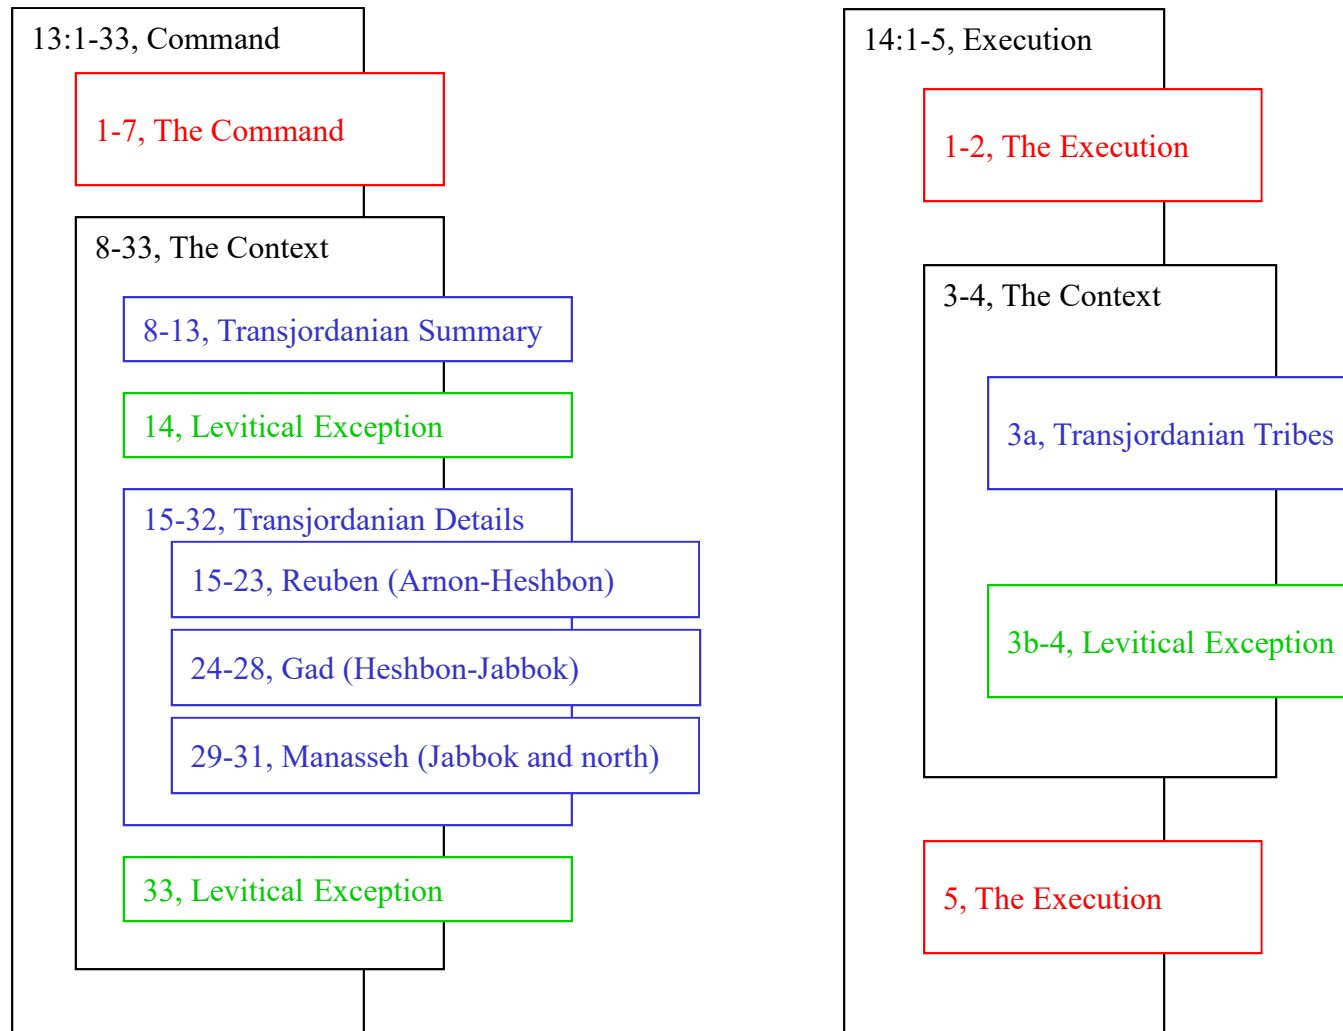 13:1-33, Command
1-7, The Command
8-33, The Context
8-13, Transjordanian Summary
14, Levitical Exception
15-32, Transjordanian Details
15-23, Reuben (Arnon-Heshbon)
24-28, Gad (Heshbon-Jabbok)
29-31, Manasseh (Jabbok and north)
33, Levitical Exception
14:1-5, Execution
1-2, The Execution
3-4, The Context
3a, Transjordanian Tribes
3b-4, Levitical Exception
5, The Execution